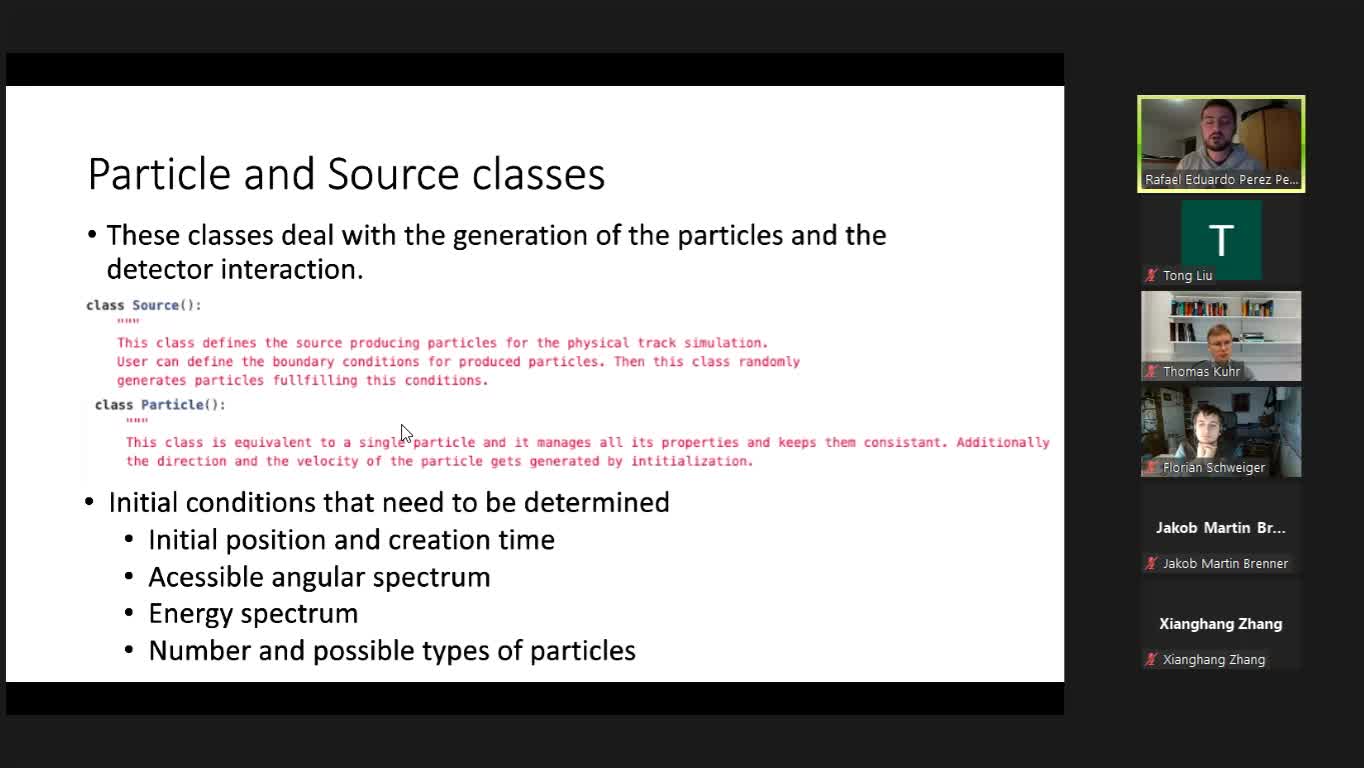 Particle and Source classes
• These classes deal with the generation of the particles and the
detector interaction.
class Source():
"""
This class defines the source producing particles for the physical track simulation.
User can define the boundary conditions for produced particles. Then this class randomly
generates particles fullfilling this conditions.
class Particle():
"""
This class is equivalent to a single particle and it manages all its properties and keeps them consistant. Additionally
the direction and the velocity of the particle gets generated by intitialization.
• Initial conditions that need to be determined
• Initial position and creation time
• Acessible angular spectrum
• Energy spectrum
• Number and possible types of particles
Rafael Eduardo Perez Pe...
T
Tong Liu
Thomas Kuhr
Florian Schweiger
Jakob Martin Br...
Jakob Martin Brenner
Xianghang Zhang
Xianghang Zhang